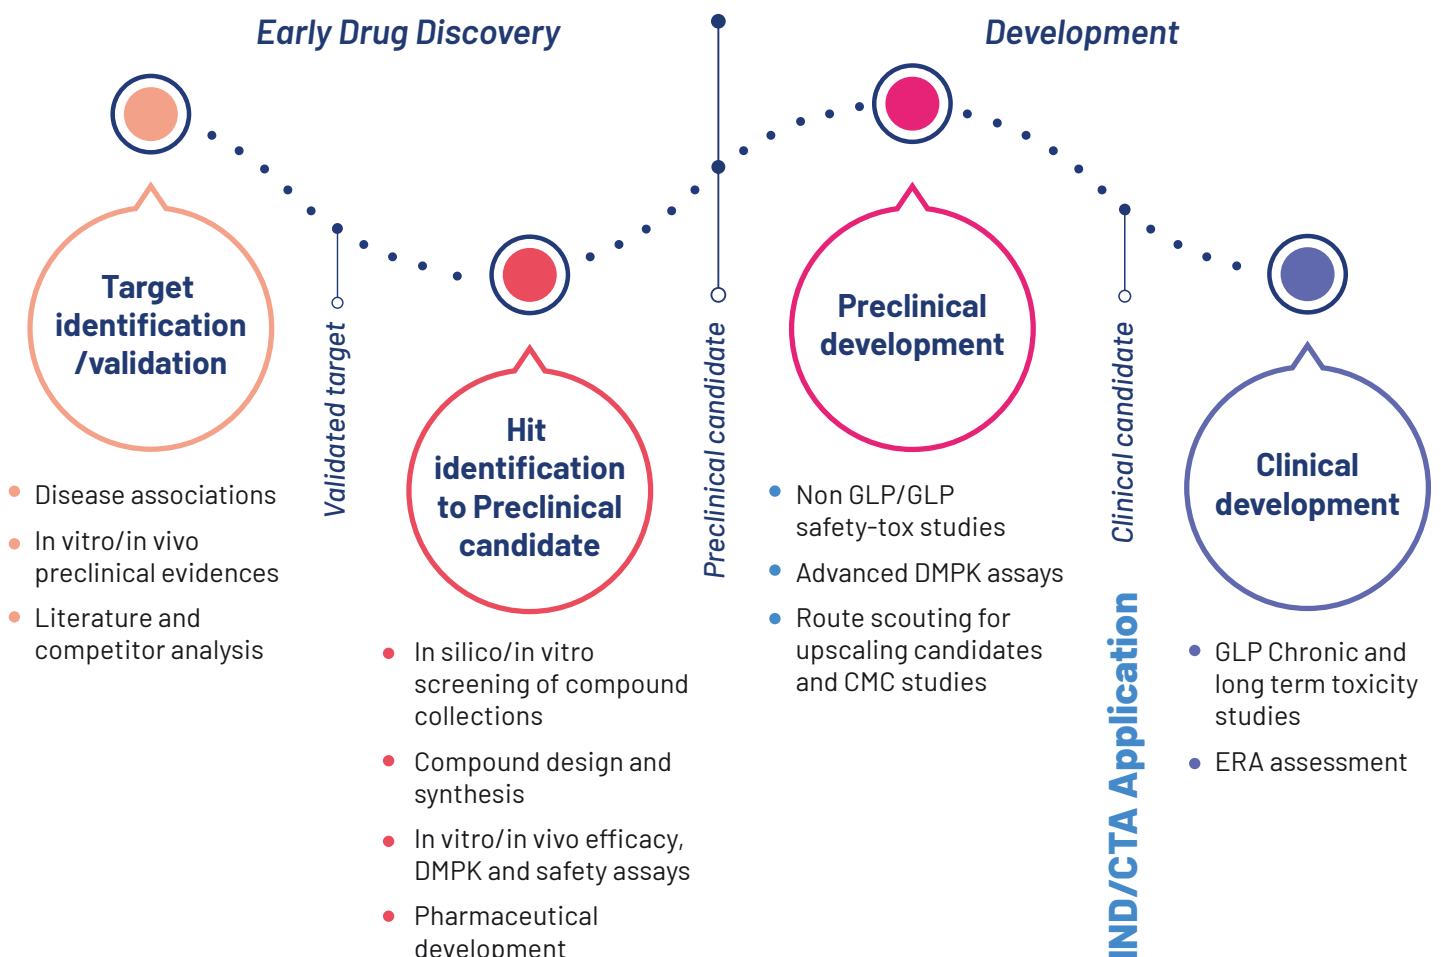 Early Drug Discovery
Development
Target
identification
/validation
Disease associations
In vitro/in vivo
preclinical evidences
Literature and
competitor analysis
Validated target
Hit
identification
to Preclinical
candidate
In silico/in vitro
screening of compound
collections
Compound design and
synthesis
In vitro/in vivo efficacy,
DMPK and safety assays
Pharmaceutical
development
Preclinical candidate
Preclinical
development
Non GLP/GLP
safety-tox studies
Advanced DMPK assays
Route scouting for
upscaling candidates
and CMC studies
Clinical candidate
IND/CTA Application
Clinical
development
GLP Chronic and
long term toxicity
studies
ERA assessment